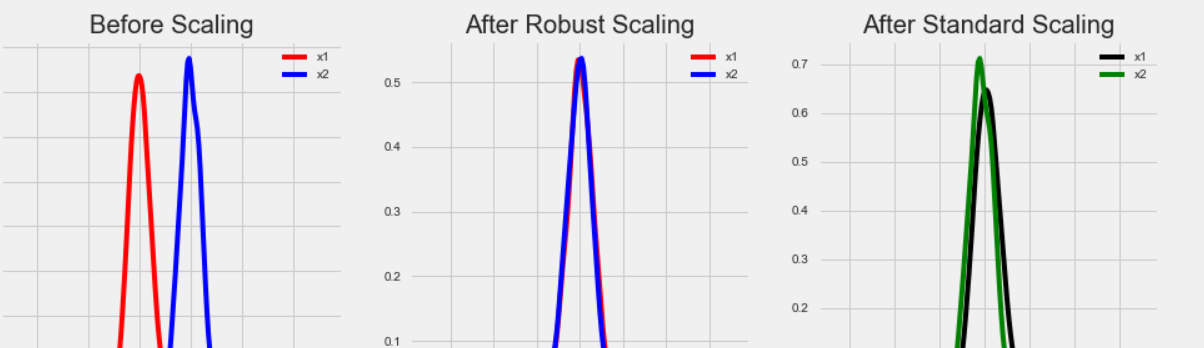 Before Scaling
x1
x2
After Robust Scaling
x1
x2
0.5
0.4
0.3
0.2
0.1
After Standard Scaling
x1
x2
0.7
0.6
0.5
0.4
0.3
0.2